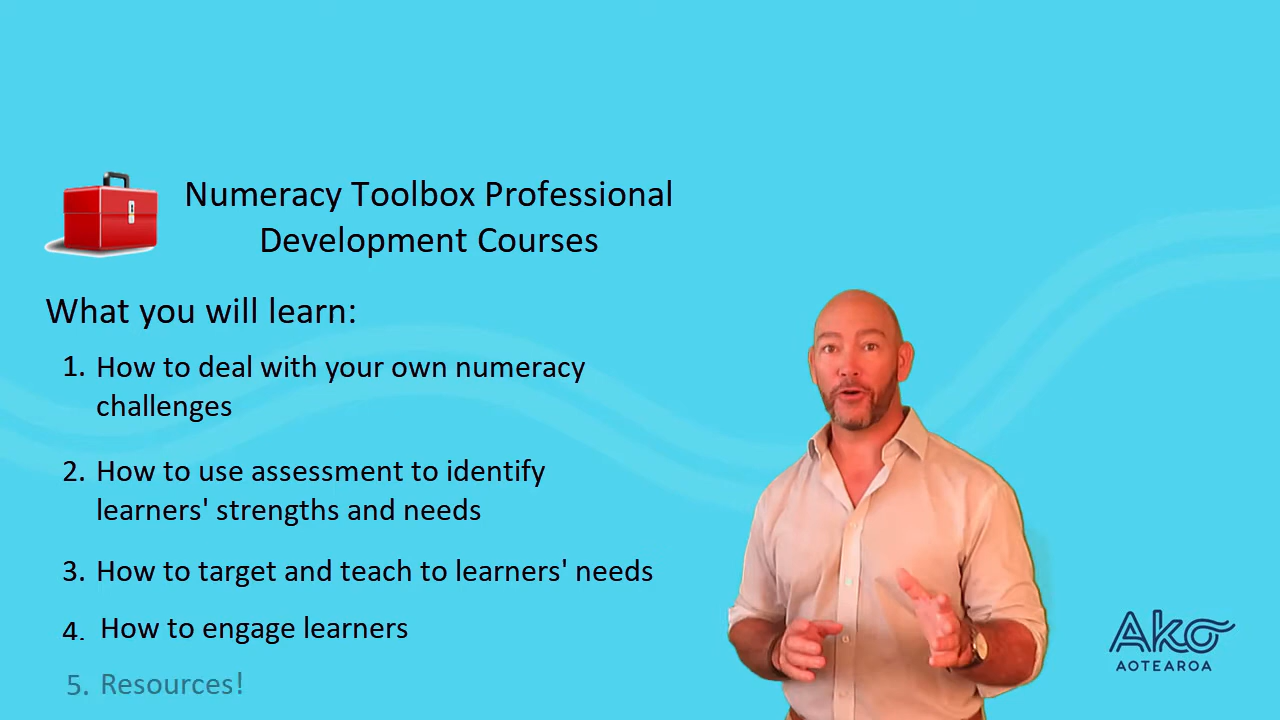 Numeracy Toolbox Professional
Development Courses
What you will learn:
1. How to deal with your own numeracy
challenges
2. How to use assessment to identify
learners' strengths and needs
3. How to target and teach to learners' needs
4. How to engage learners
5. Resources!
Ako
AOTEAROA